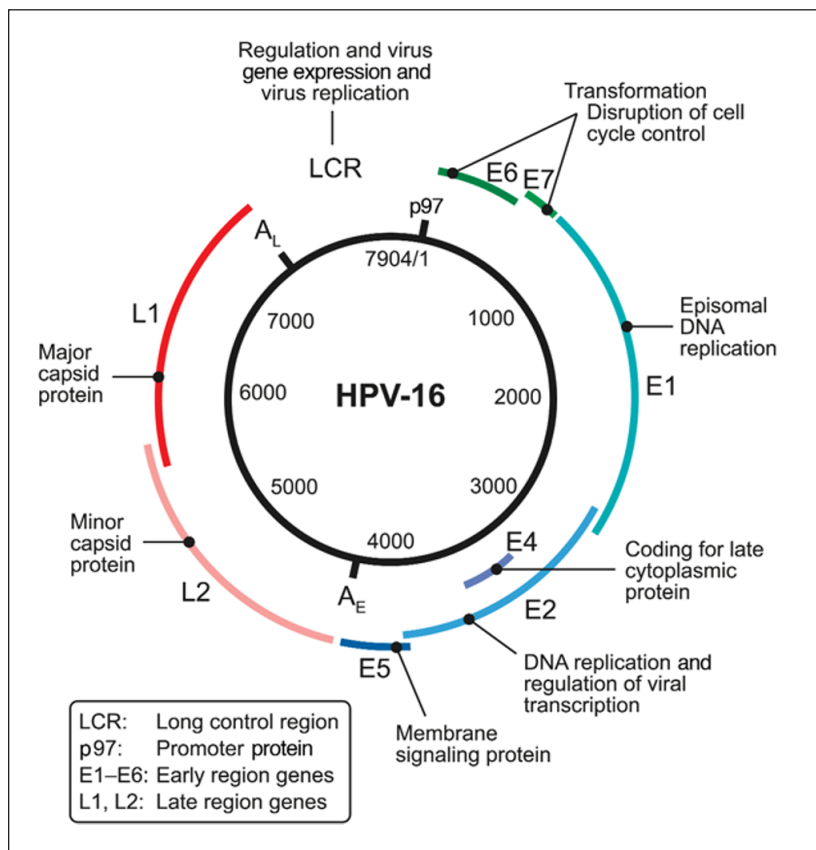 Regulation and virus
gene expression and
virus replication
LCR
Transformation
Disruption of cell
cycle control
E6
E7
p97
A_L
7904/1
L1
7000
1000
Episomal
DNA
replication
Major
capsid
protein
6000
HPV-16
2000
E1
5000
3000
Minor
capsid
protein
4000
E4
Coding for late
cytoplasmic
protein
L2
A_E
E2
E5
DNA replication and
regulation of viral
transcription
Membrane
signaling protein
LCR: Long control region
p97: Promoter protein
E1–E6: Early region genes
L1, L2: Late region genes